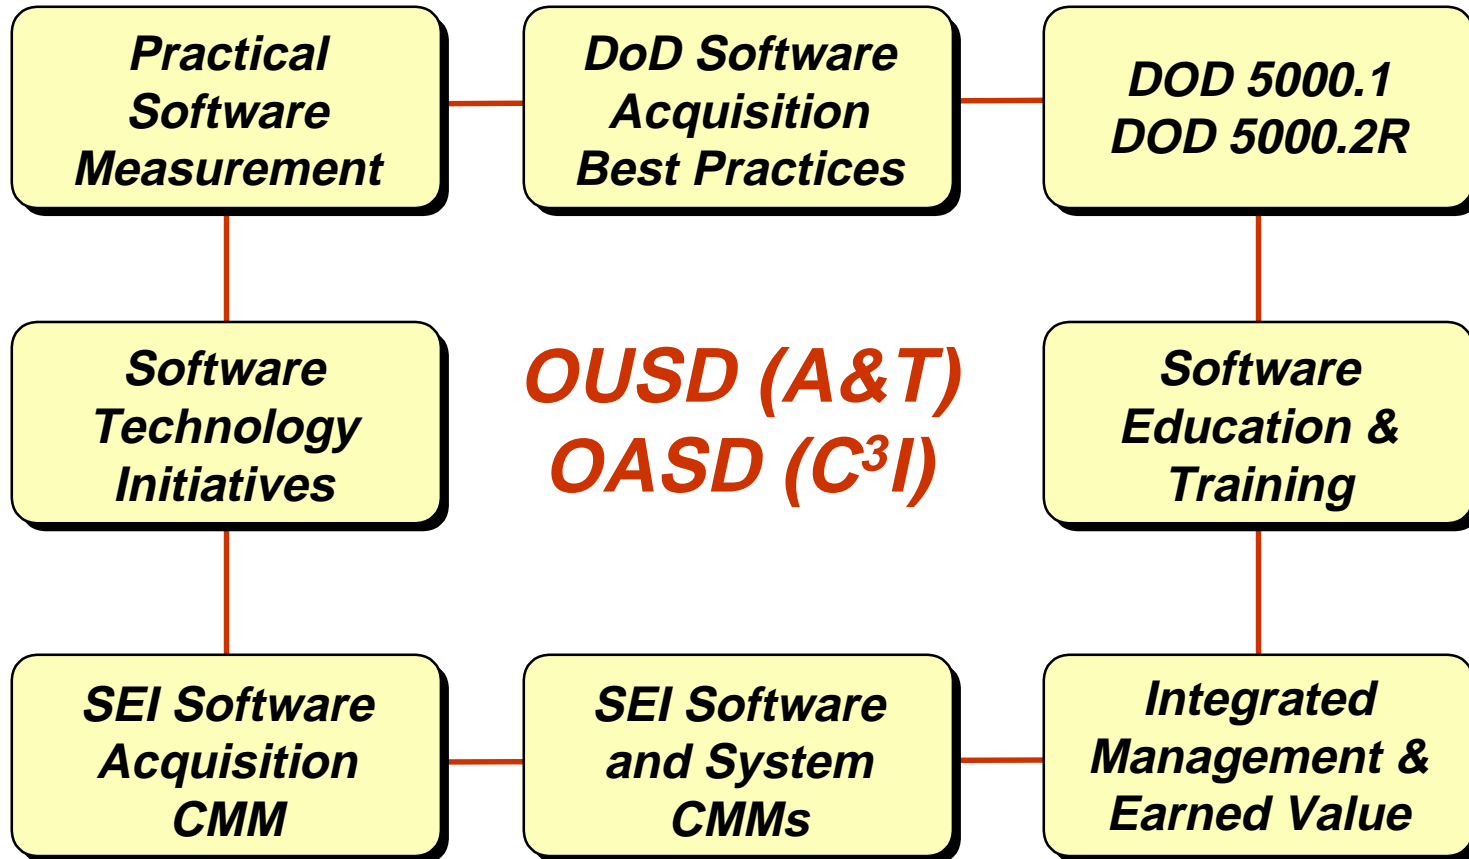 Practical
Software
Measurement
DoD Software
Acquisition
Best Practices
DOD 5000.1
DOD 5000.2R
Software
Technology
Initiatives
OUSD (A&T)
OASD (C³I)
Software
Education &
Training
SEI Software
Acquisition
CMM
SEI Software
and System
CMMs
Integrated
Management &
Earned Value